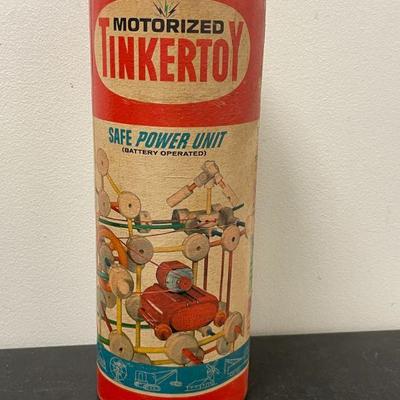 MOTORIZED
TINKERTOY
SAFE POWER UNIT
(BATTERY OPERATED)